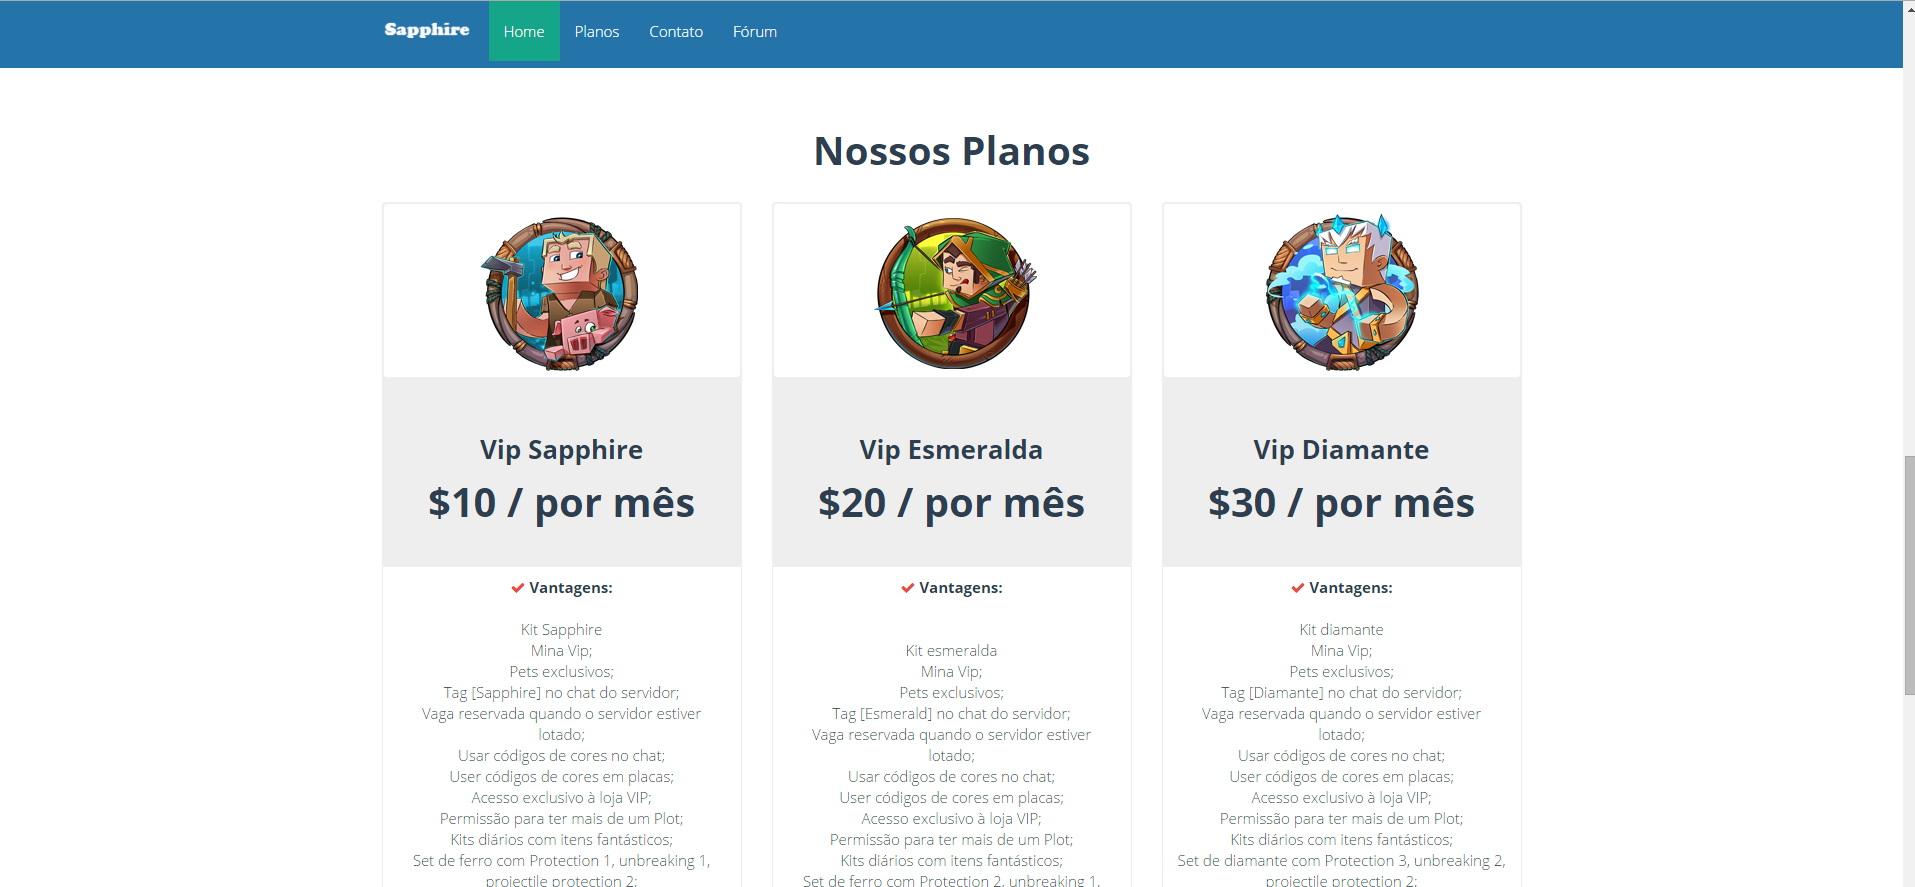 Sapphire
Home
Planos
Contato
Fórum
Nossos Planos
Vip Sapphire
$10 / por mês
Vantagens:
Kit Sapphire
Mina Vip;
Pets exclusivos;
Tag [Sapphire] no chat do servidor;
Vaga reservada quando o servidor estiver
lotado;
Usar códigos de cores no chat;
User códigos de cores em placas;
Acesso exclusivo à loja VIP;
Permissão para ter mais de um Plot;
Kits diários com itens fantásticos;
Set de ferro com Protection 1, unbreaking 1,
projectile protection 2;
Vip Esmeralda
$20 / por mês
Vantagens:
Kit esmeralda
Mina Vip;
Pets exclusivos;
Tag [Esmerald] no chat do servidor;
Vaga reservada quando o servidor estiver
lotado;
Usar códigos de cores no chat;
User códigos de cores em placas;
Acesso exclusivo à loja VIP;
Permissão para ter mais de um Plot;
Kits diários com itens fantásticos;
Set de ferro com Protection 2, unbreaking 1,
Vip Diamante
$30 / por mês
Vantagens:
Kit diamante
Mina Vip;
Pets exclusivos;
Tag [Diamante] no chat do servidor;
Vaga reservada quando o servidor estiver
lotado;
Usar códigos de cores no chat;
User códigos de cores em placas;
Acesso exclusivo à loja VIP;
Permissão para ter mais de um Plot;
Kits diários com itens fantásticos;
Set de diamante com Protection 3, unbreaking 2,
projectile protection 2;